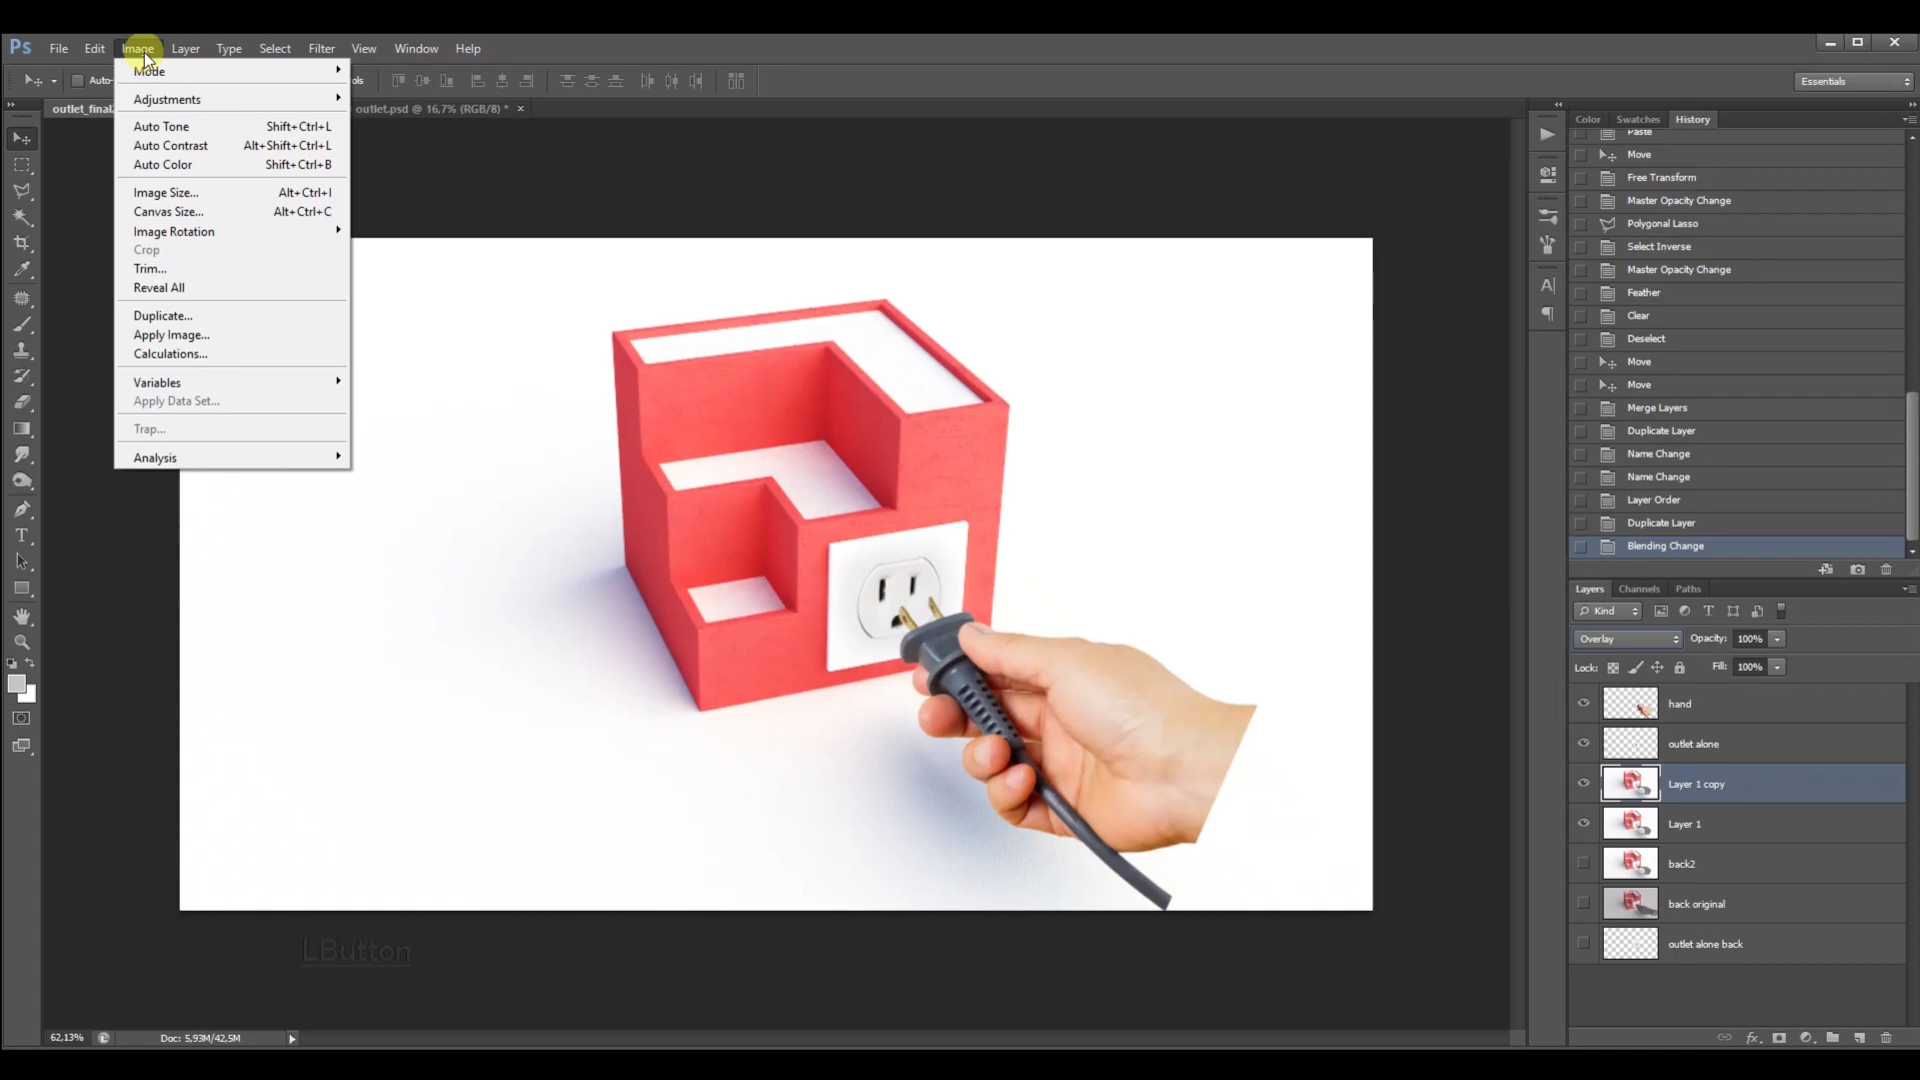 Ps File Edit Image Layer Type Select Filter View Window Help
Auto- ols Essentials
outlet_final2 outlet.psd @ 16,7% (RGB/8) * ×
Mode
Adjustments
Auto Tone Shift+Ctrl+L
Auto Contrast Alt+Shift+Ctrl+L
Auto Color Shift+Ctrl+B
Image Size... Alt+Ctrl+I
Canvas Size... Alt+Ctrl+C
Image Rotation
Crop
Trim...
Reveal All
Duplicate...
Apply Image...
Calculations...
Variables
Apply Data Set...
Trap...
Analysis
LButton
62,13% Doc: 5,93M/42,5M
Color Swatches History
Paste
Move
Free Transform
Master Opacity Change
Polygonal Lasso
Select Inverse
Master Opacity Change
Feather
Clear
Deselect
Move
Move
Merge Layers
Duplicate Layer
Name Change
Name Change
Layer Order
Duplicate Layer
Blending Change
Layers Channels Paths
Kind
Overlay Opacity: 100%
Lock: Fill: 100%
hand
outlet alone
Layer 1 copy
Layer 1
back2
back original
outlet alone back